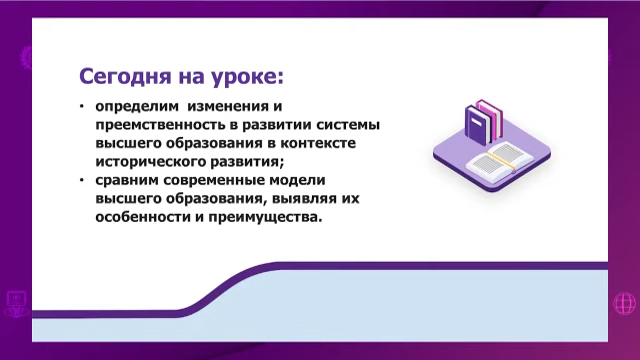 Сегодня на уроке:
• определим изменения и
преемственность в развитии системы
высшего образования в контексте
исторического развития;
• сравним современные модели
высшего образования, выявляя их
особенности и преимущества.